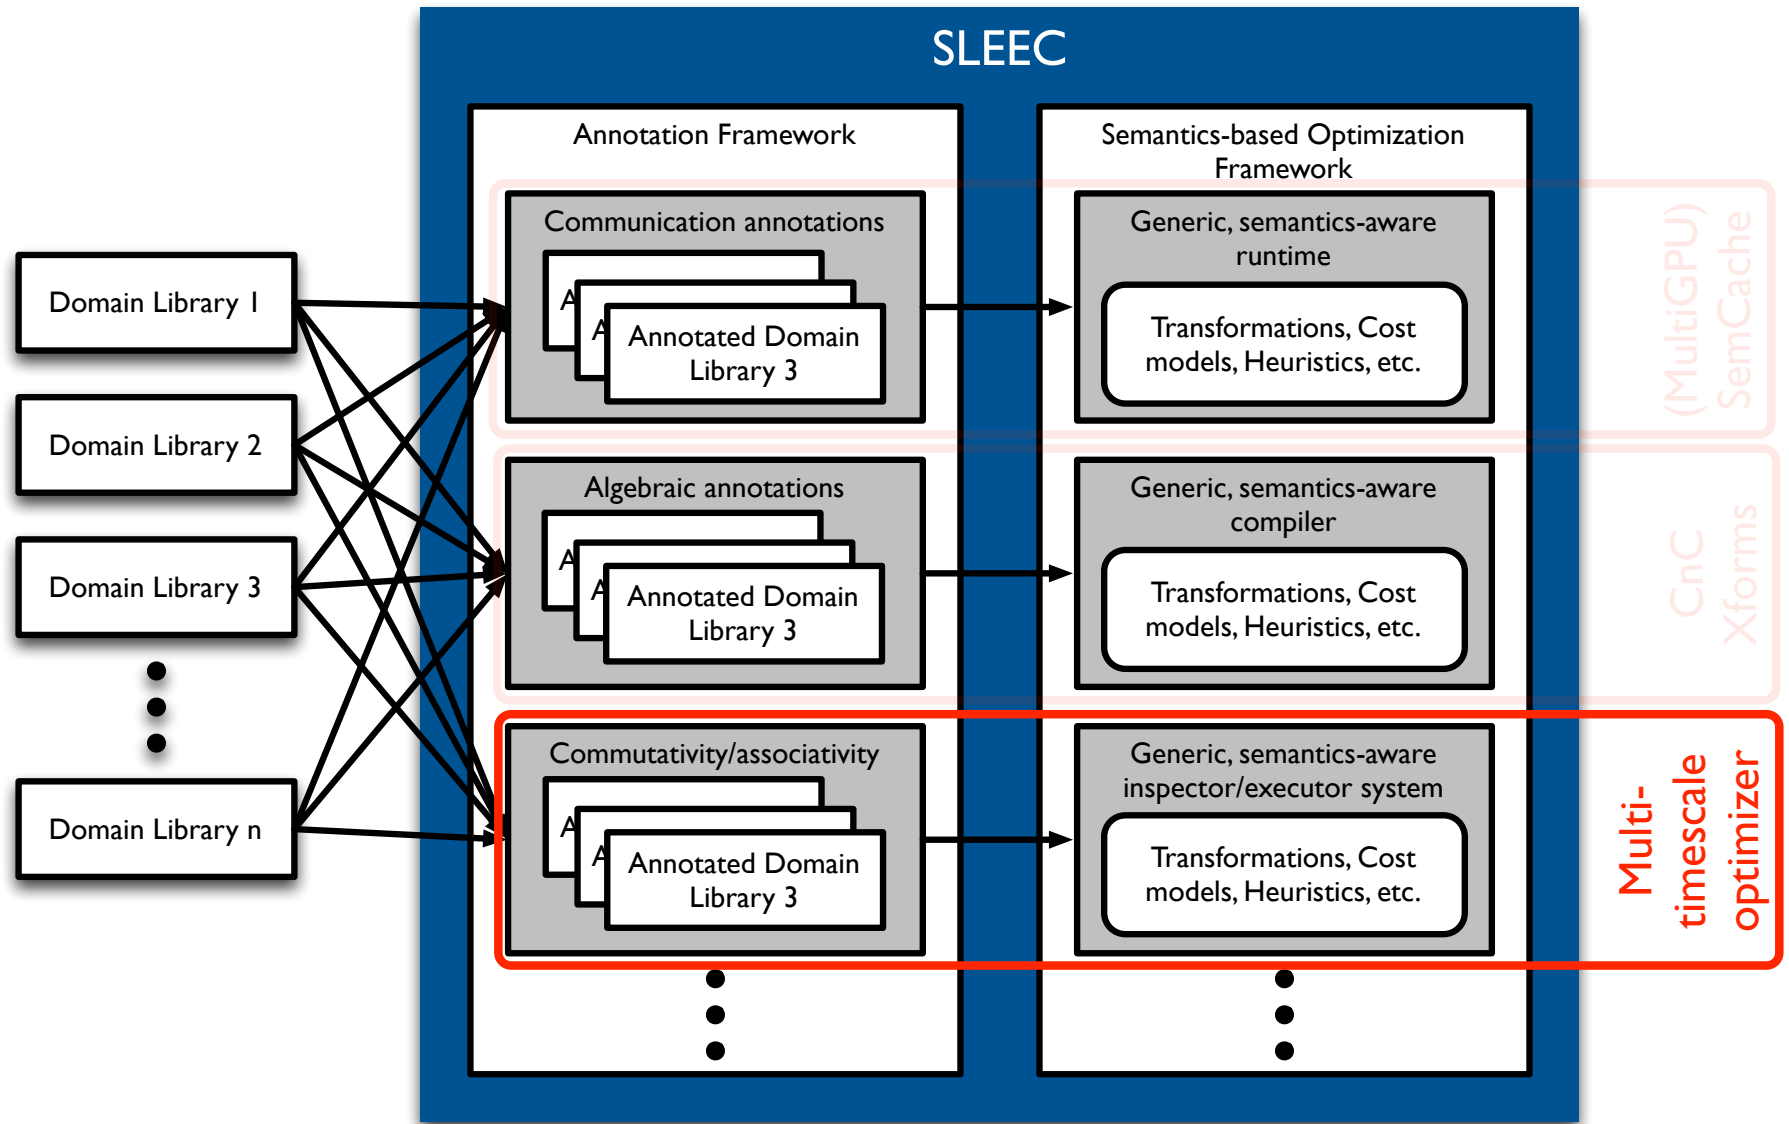 SLEEC
Annotation Framework
Semantics-based Optimization
Framework
Domain Library 1
Domain Library 2
Domain Library 3
Domain Library n
Communication annotations
A
A
Annotated Domain
Library 3
Generic, semantics-aware
runtime
Transformations, Cost
models, Heuristics, etc.
(MultiGPU)
SemCache
Algebraic annotations
A
A
Annotated Domain
Library 3
Generic, semantics-aware
compiler
Transformations, Cost
models, Heuristics, etc.
CnC
Xforms
Commutativity/associativity
A
A
Annotated Domain
Library 3
Generic, semantics-aware
inspector/executor system
Transformations, Cost
models, Heuristics, etc.
Multi-
timescale
optimizer